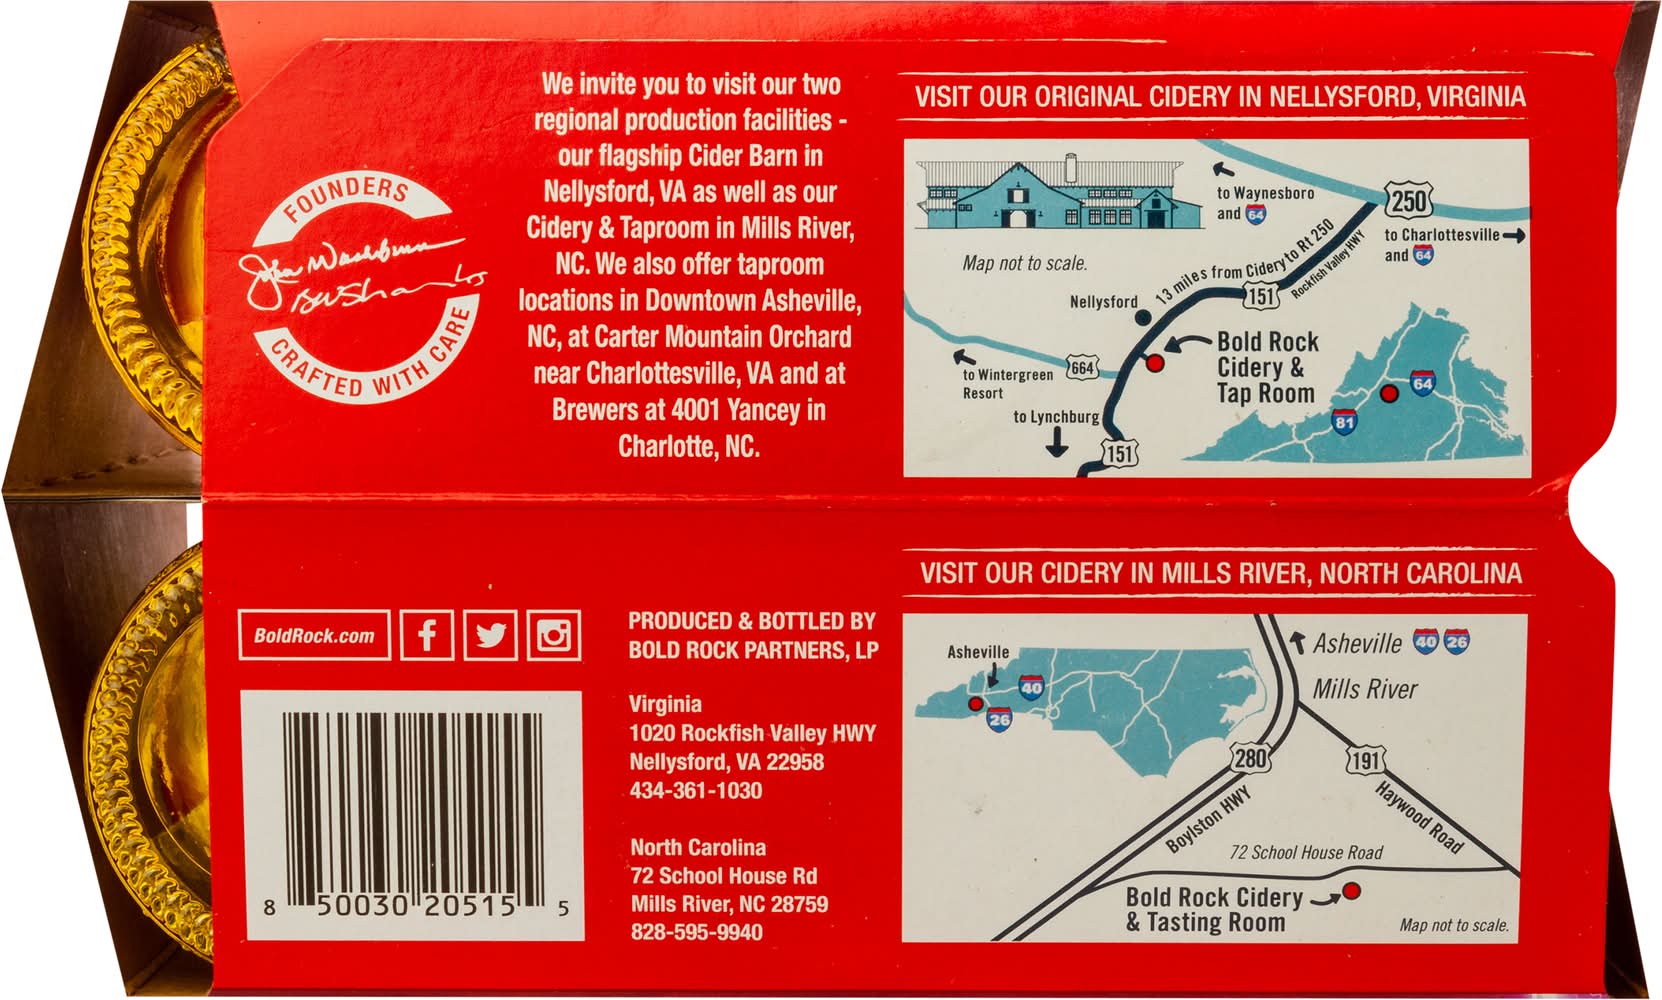 FOUNDERS
CRAFTED WITH CARE
We invite you to visit our two
regional production facilities -
our flagship Cider Barn in
Nellysford, VA as well as our
Cidery & Taproom in Mills River,
NC. We also offer taproom
locations in Downtown Asheville,
NC, at Carter Mountain Orchard
near Charlottesville, VA and at
Brewers at 4001 Yancey in
Charlotte, NC.
VISIT OUR ORIGINAL CIDERY IN NELLYSFORD, VIRGINIA
to Waynesboro
and 64
250
to Charlottesville
and 64
Map not to scale.
13 miles from Cidery to Rt 250
Rockfish Valley HWY
151
Nellysford
Bold Rock
Cidery &
Tap Room
664
to Wintergreen
Resort
to Lynchburg
151
64
81
BoldRock.com
8 50030 20515 5
PRODUCED & BOTTLED BY
BOLD ROCK PARTNERS, LP
Virginia
1020 Rockfish Valley HWY
Nellysford, VA 22958
434-361-1030
North Carolina
72 School House Rd
Mills River, NC 28759
828-595-9940
VISIT OUR CIDERY IN MILLS RIVER, NORTH CAROLINA
Asheville
40
26
Asheville 40 26
Mills River
280
191
Boylston HWY
Haywood Road
72 School House Road
Bold Rock Cidery
& Tasting Room
Map not to scale.